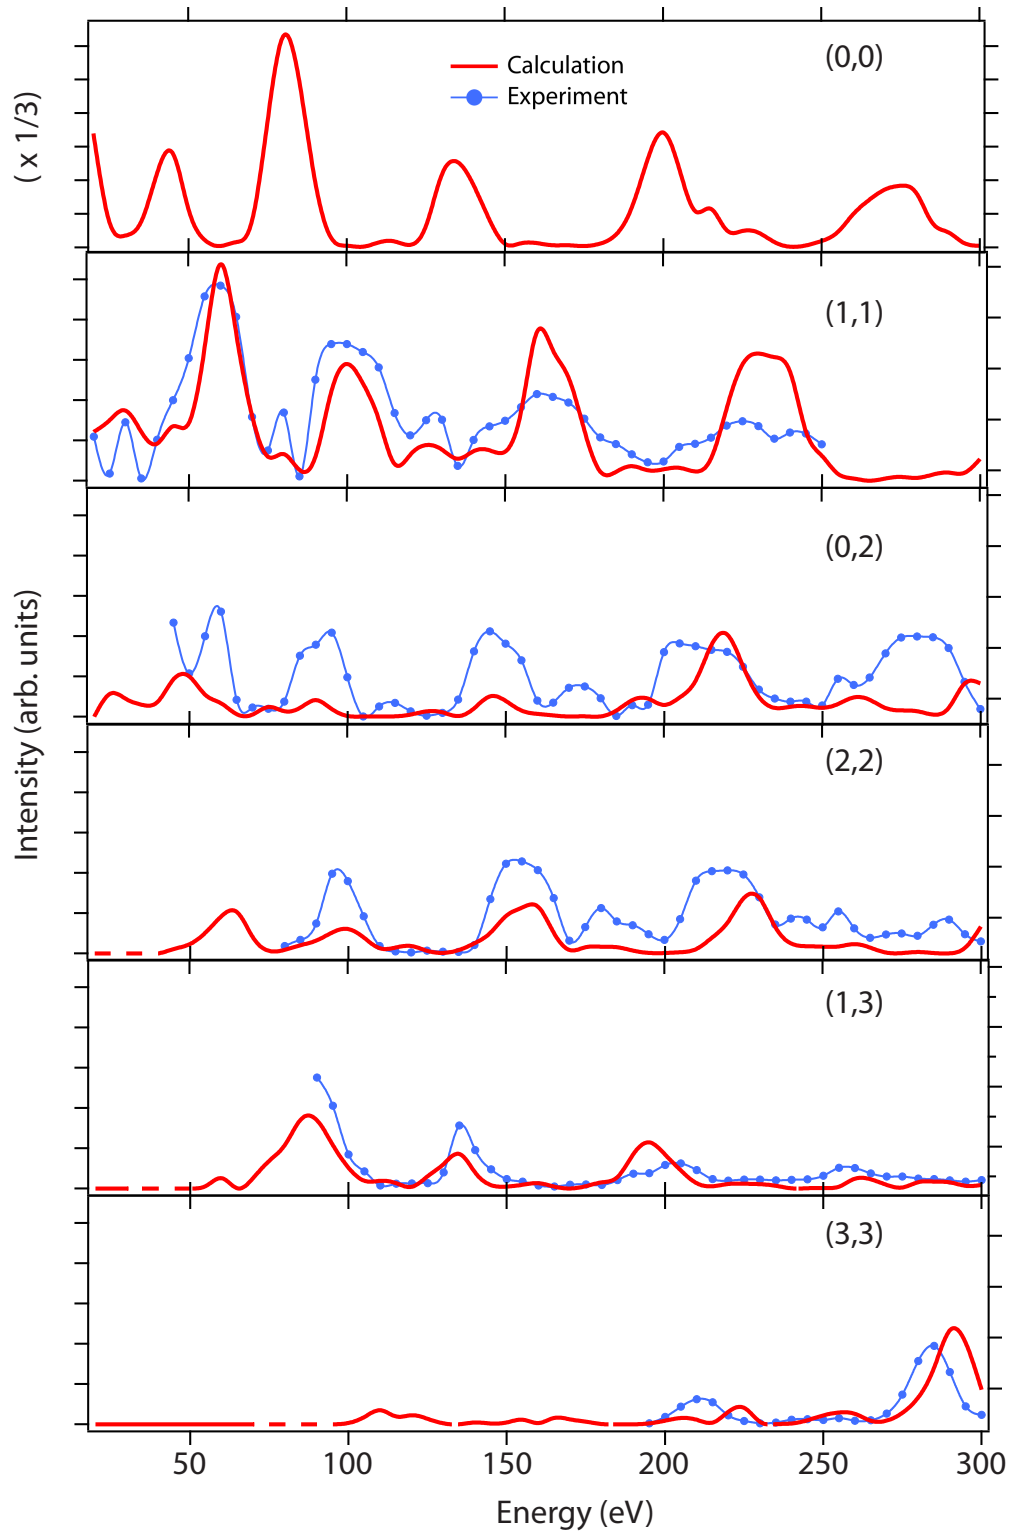 (0,0)
Calculation
Experiment
( x 1/3)
(1,1)
(0,2)
Intensity (arb. units)
(2,2)
(1,3)
(3,3)
50 100 150 200 250 300
Energy (eV)